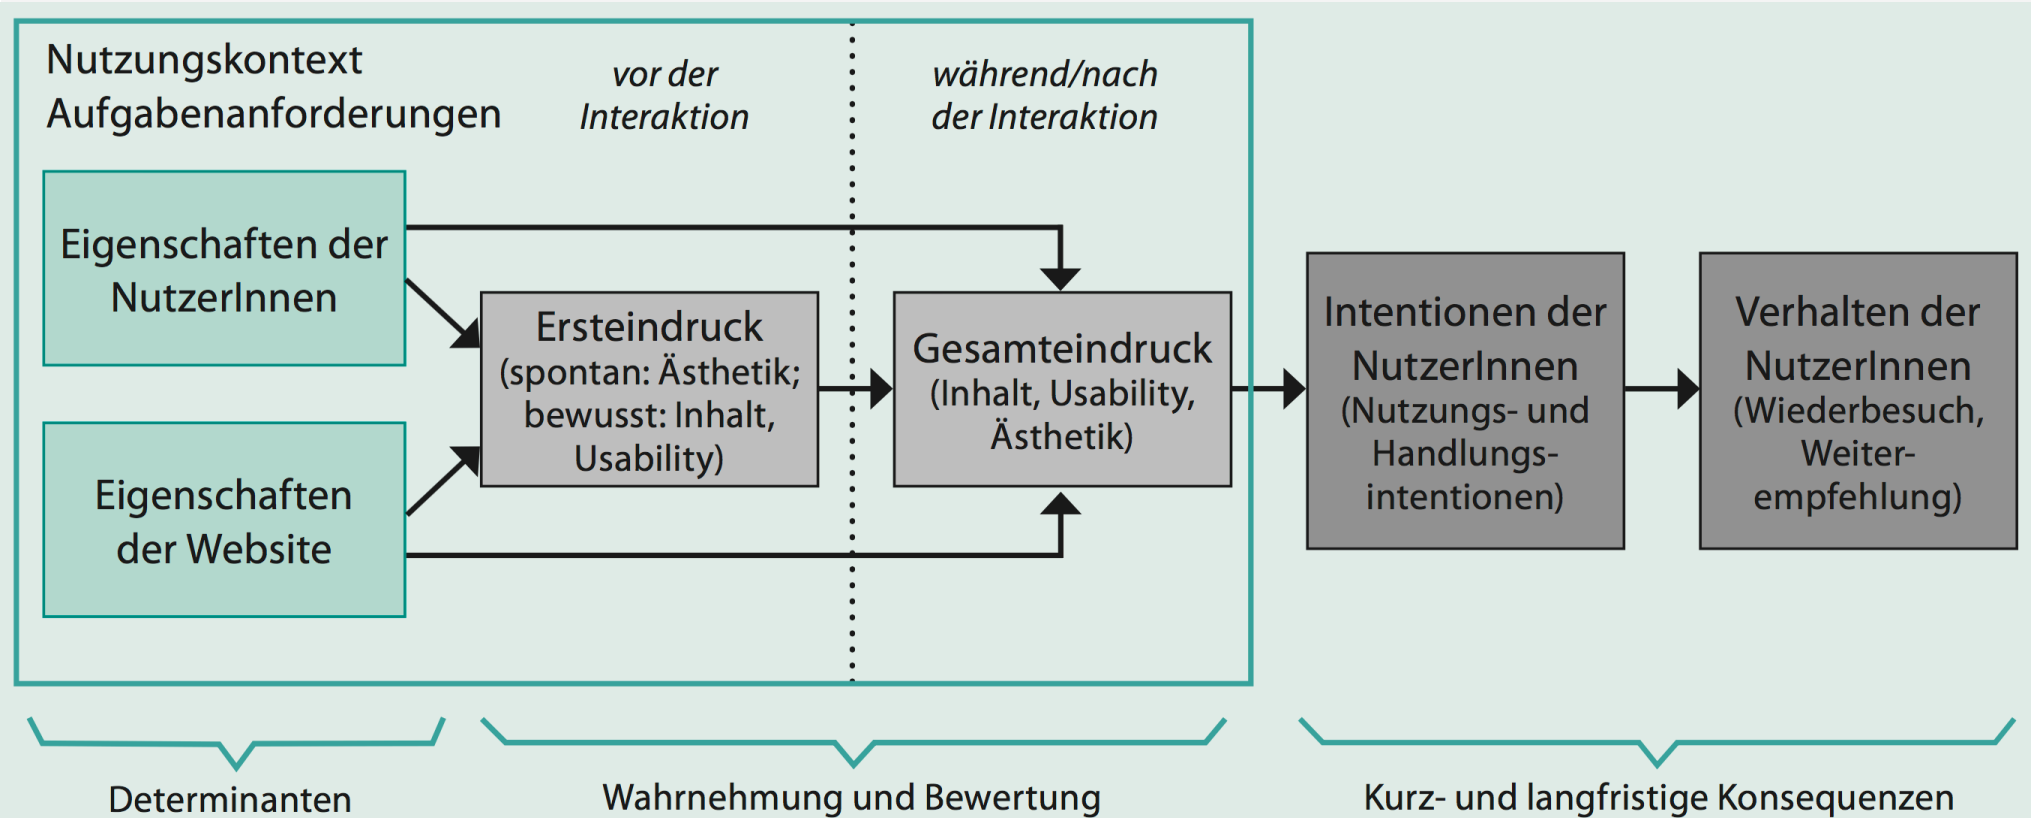 Nutzungskontext
Aufgabenanforderungen
vor der
Interaktion
während/nach
der Interaktion
Eigenschaften der
NutzerInnen
Eigenschaften
der Website
Ersteindruck
(spontan: Ästhetik;
bewusst: Inhalt,
Usability)
Gesamteindruck
(Inhalt, Usability,
Ästhetik)
Intentionen der
NutzerInnen
(Nutzungs- und
Handlungs-
intentionen)
Verhalten der
NutzerInnen
(Wiederbesuch,
Weiter-
empfehlung)
Determinanten
Wahrnehmung und Bewertung
Kurz- und langfristige Konsequenzen